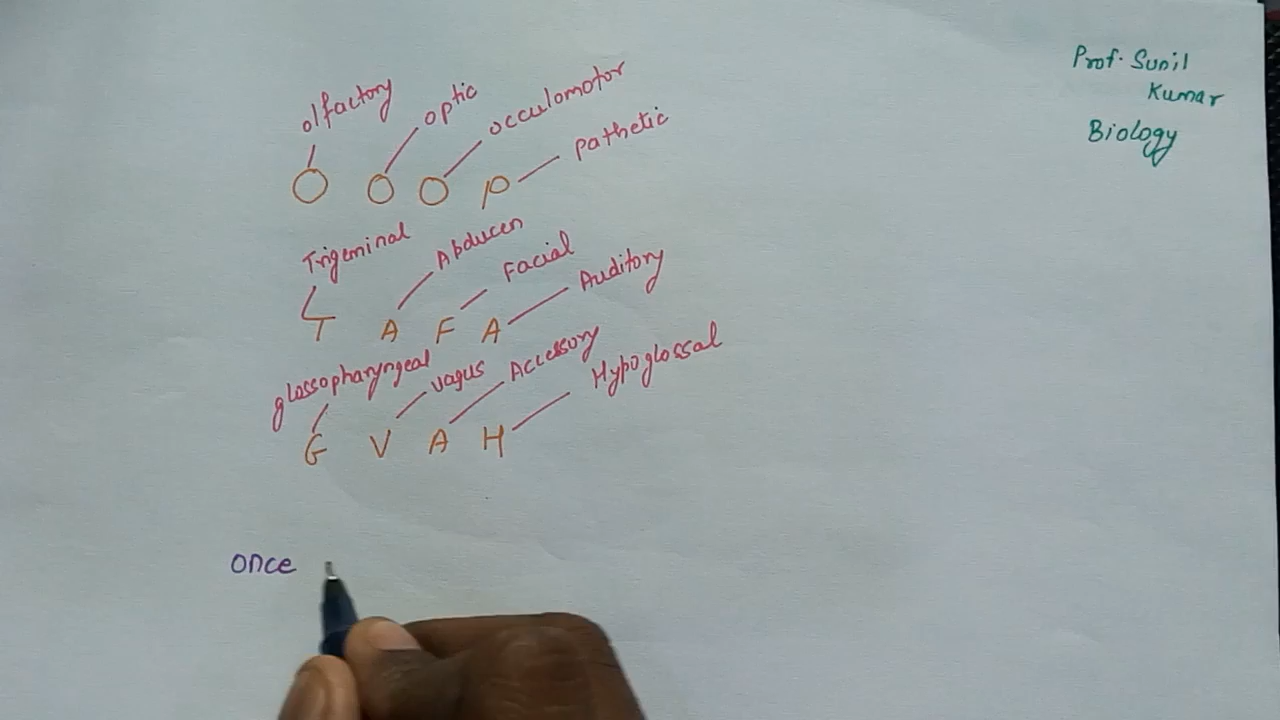 olfactory optic occulomotor pathetic
O O O P
Trigeminal Abducen Facial Auditory
T A F A
glossopharyngeal vagus Accessory Hypoglossal
G V A H
once
Prof. Sunil
Kumar
Biology